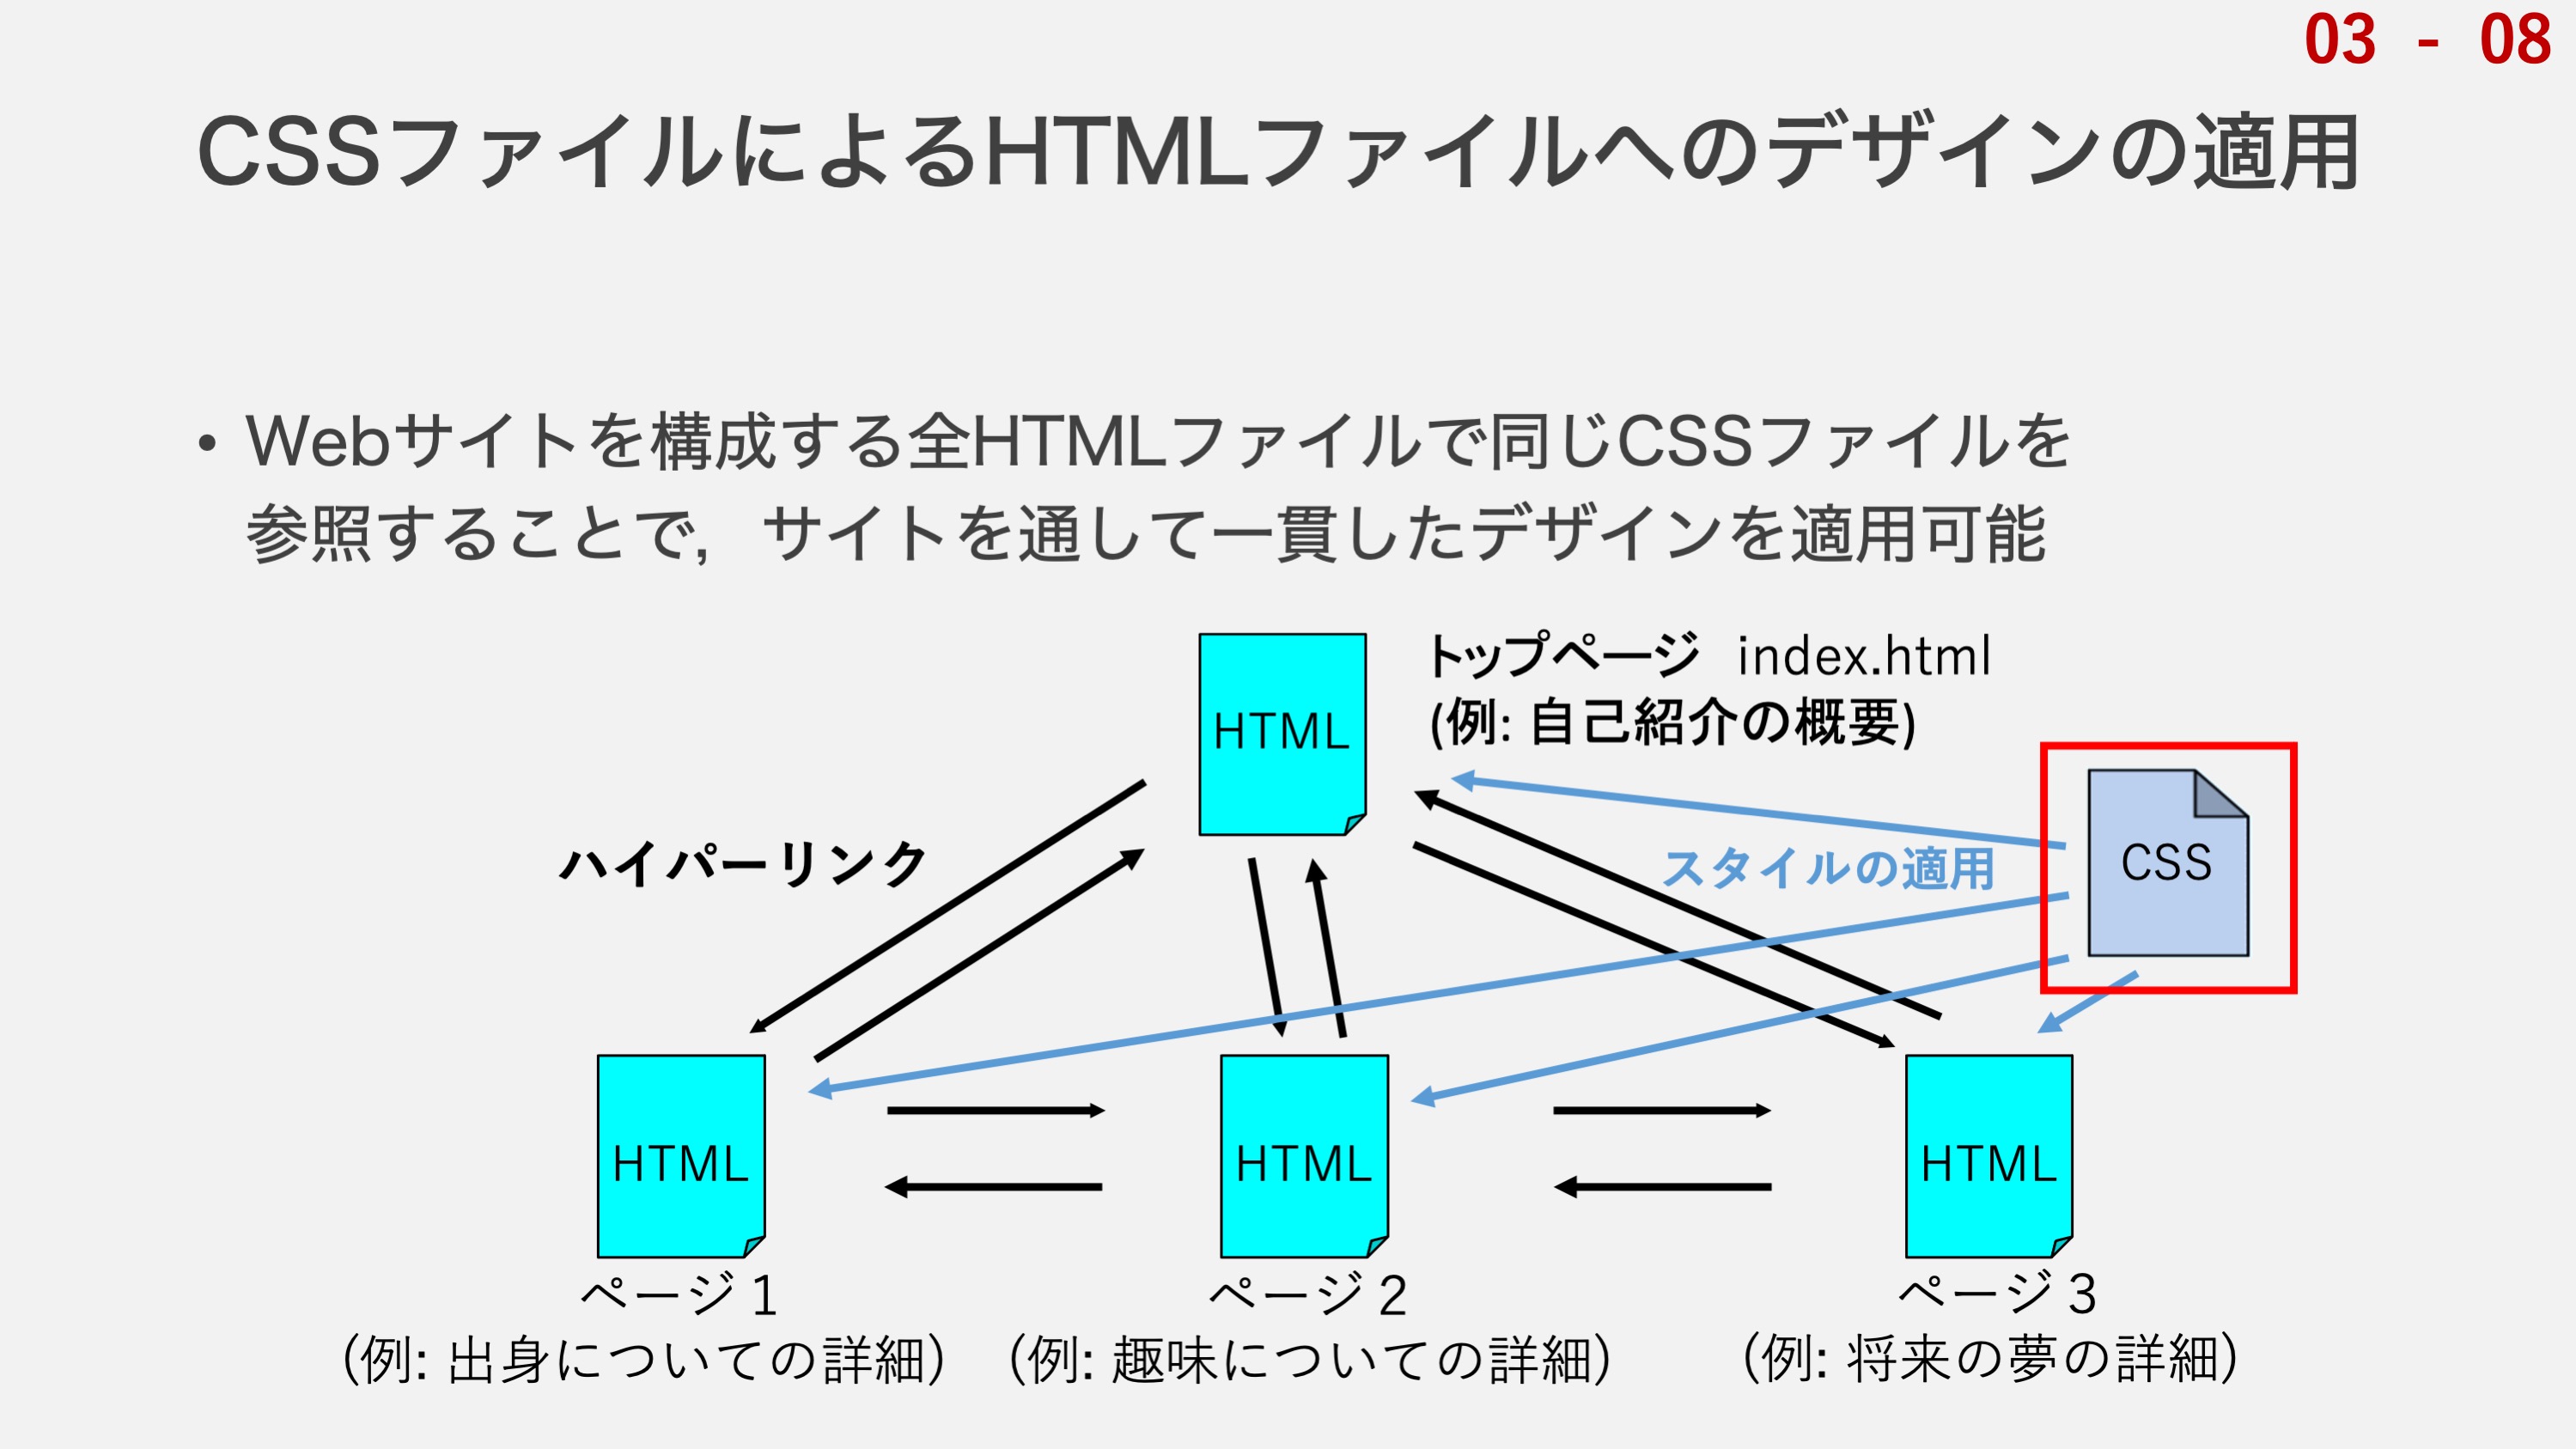 03 - 08
CSSファイルによるHTMLファイルへのデザインの適用
• Webサイトを構成する全HTMLファイルで同じCSSファイルを
参照することで, サイトを通して一貫したデザインを適用可能
トップページ index.html
(例: 自己紹介の概要)
HTML
ハイパーリンク
スタイルの適用
CSS
HTML
HTML
HTML
ページ1
ページ2
ページ3
(例: 出身についての詳細)
(例: 趣味についての詳細)
(例: 将来の夢の詳細)